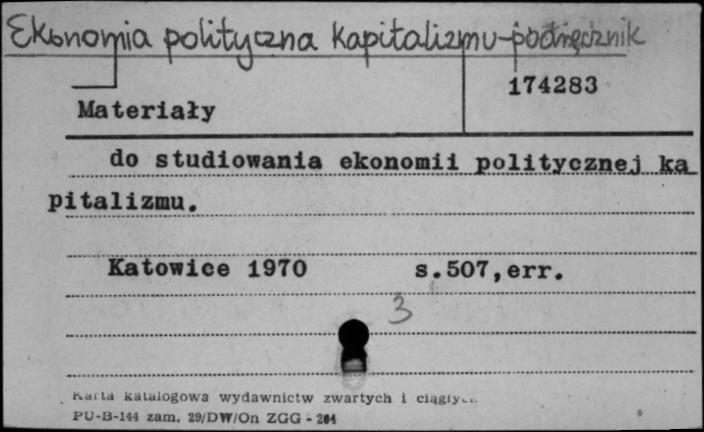 Ekonomia polityczna kapitalizmu-podręcznik
174283
Materiały
do studiowania ekonomii politycznej ka
pitalizmu.
Katowice 1970 s.507,err.
3
Karta katalogowa wydawnictw zwartych i ciągłych
PU-B-144 zam. 29/DW/On ZGG - 204